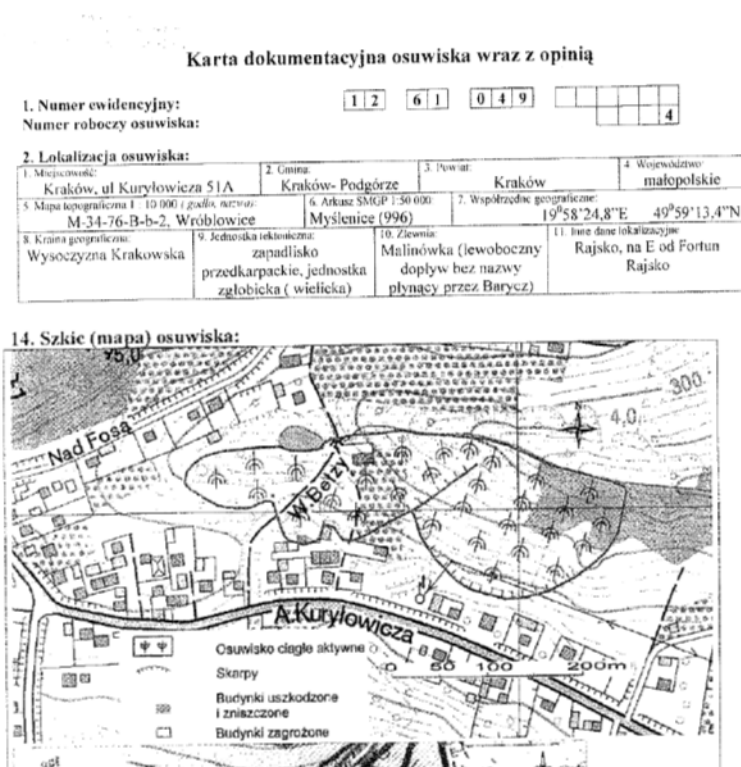 Karta dokumentacyjna osuwiska wraz z opinią
1. Numer ewidencyjny: 1 2 6 1 0 4 9
Numer roboczy osuwiska: 4
2. Lokalizacja osuwiska:
1. Miejscowość: 2. Gmina: 3. Powiat: 4. Województwo:
Kraków, ul Kuryłowicza 51A Kraków- Podgórze Kraków małopolskie
5 Mapa topograficzna 1 : 10 000 (godło, nazwa): 6. Arkusz SMGP 1:50 000: 7. Współrzędne geograficzne:
M-34-76-B-b-2, Wróblowice Myślenice (996) 19°58'24,8"E 49°59'13,4"N
8. Kraina geograficzna: 9. Jednostka tektoniczna: 10. Zlewnia: 11. Inne dane lokalizacyjne
Wysoczyzna Krakowska zapadlisko Malinówka (lewoboczny Rajsko, na E od Fortun
przedkarpackie, jednostka dopływ bez nazwy Rajsko
zgłobicka ( wielicka) płynący przez Barycz)
14. Szkic (mapa) osuwiska:
75,0
300
4,0
N
Nad Fosą
W.Berży
A.Kuryłowicza
Osuwisko ciągle aktywne
0 50 100 200m
Skarpy
Budynki uszkodzone
i zniszczone
Budynki zagrożone